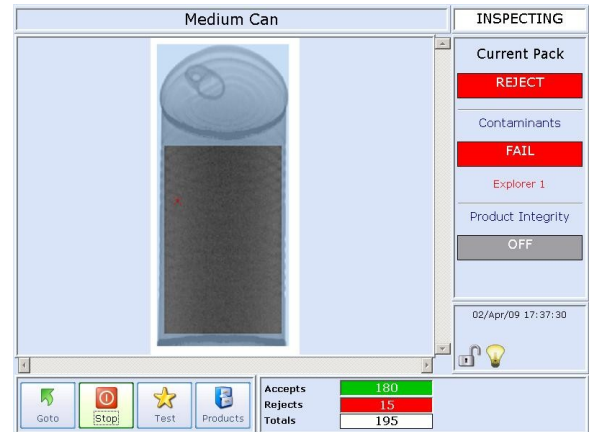 Medium Can
INSPECTING
Current Pack
REJECT
Contaminants
FAIL
Explorer 1
Product Integrity
OFF
02/Apr/09 17:37:30
Goto
Stop
Test
Products
Accepts 180
Rejects 15
Totals 195